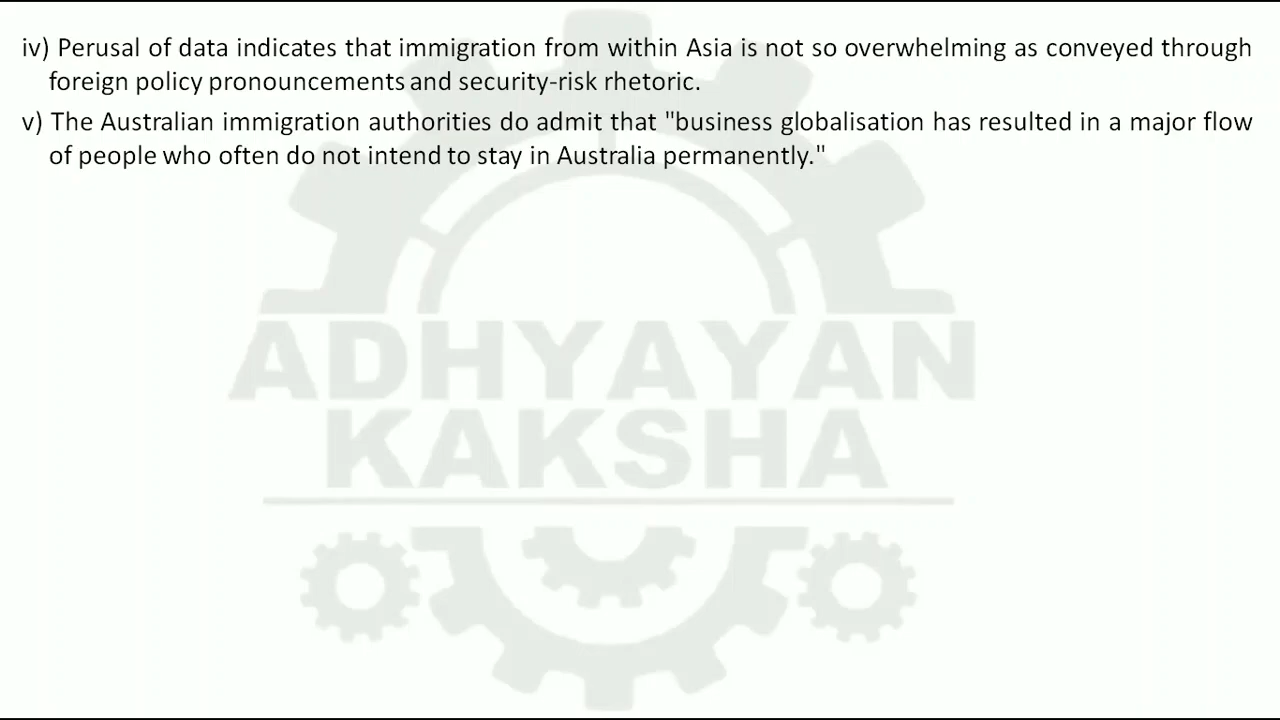 iv) Perusal of data indicates that immigration from within Asia is not so overwhelming as conveyed through
foreign policy pronouncements and security-risk rhetoric.
v) The Australian immigration authorities do admit that "business globalisation has resulted in a major flow
of people who often do not intend to stay in Australia permanently."
ADHYAYAN
KAKSHA